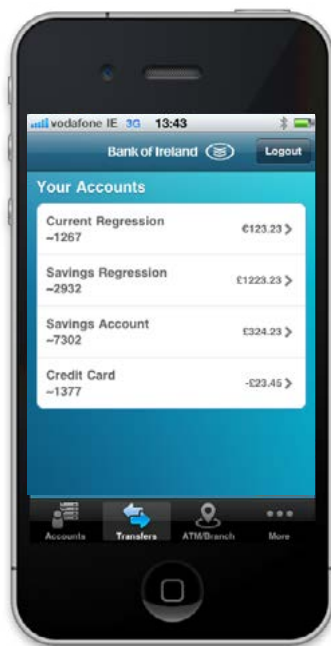 vodafone IE 3G 13:43
Bank of Ireland Logout
Your Accounts
Current Regression
~1267 €123.23
Savings Regression
~2932 £1223.23
Savings Account
~7302 £324.23
Credit Card
~1377 -£23.45
Accounts Transfers ATM/Branch More